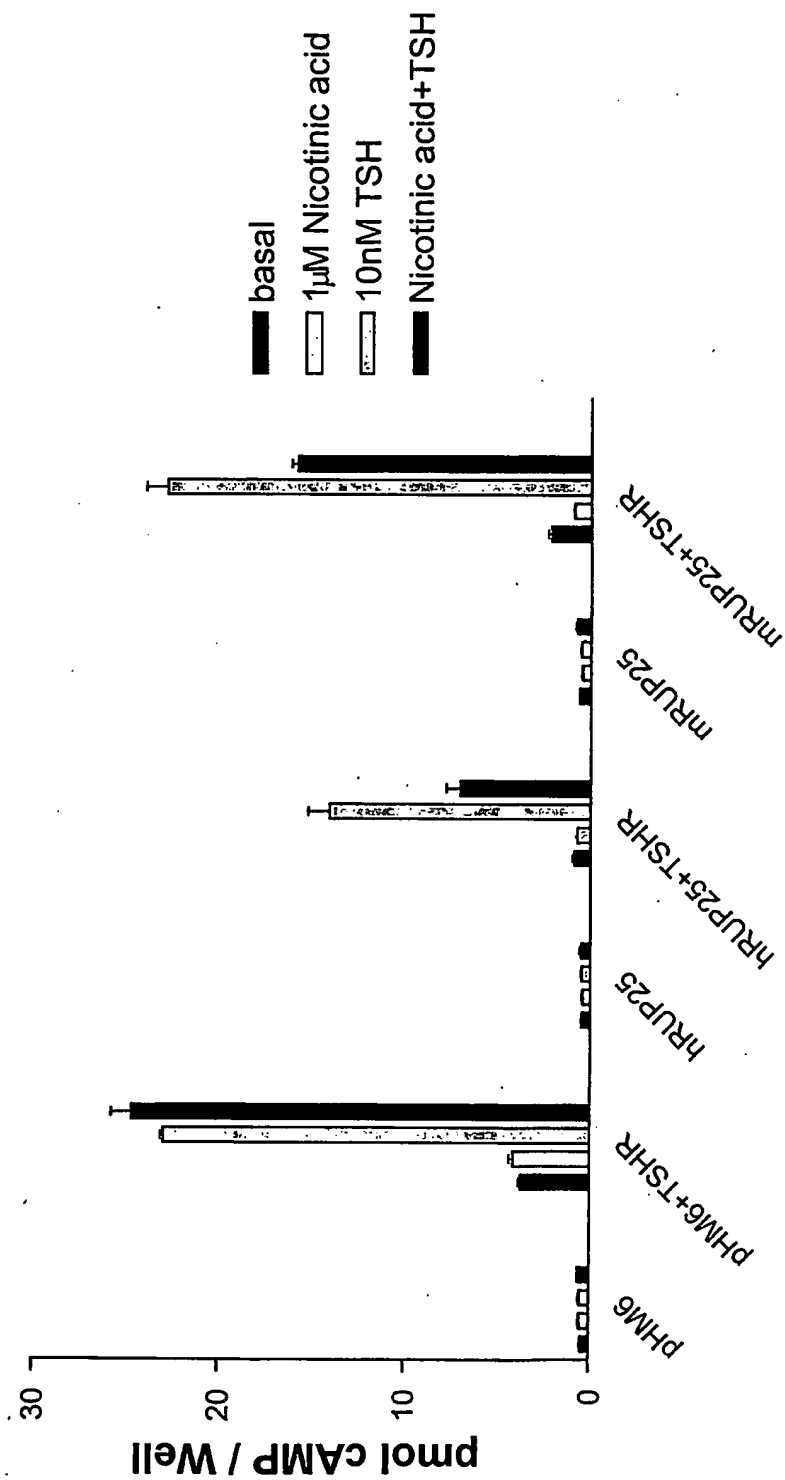 pmol cAMP / Well
30
20
10
0
pHM6
pHM6+TSHR
hRUP25
hRUP25+TSHR
mRUP25
mRUP25+TSHR
basal
1µM Nicotinic acid
10nM TSH
Nicotinic acid+TSH